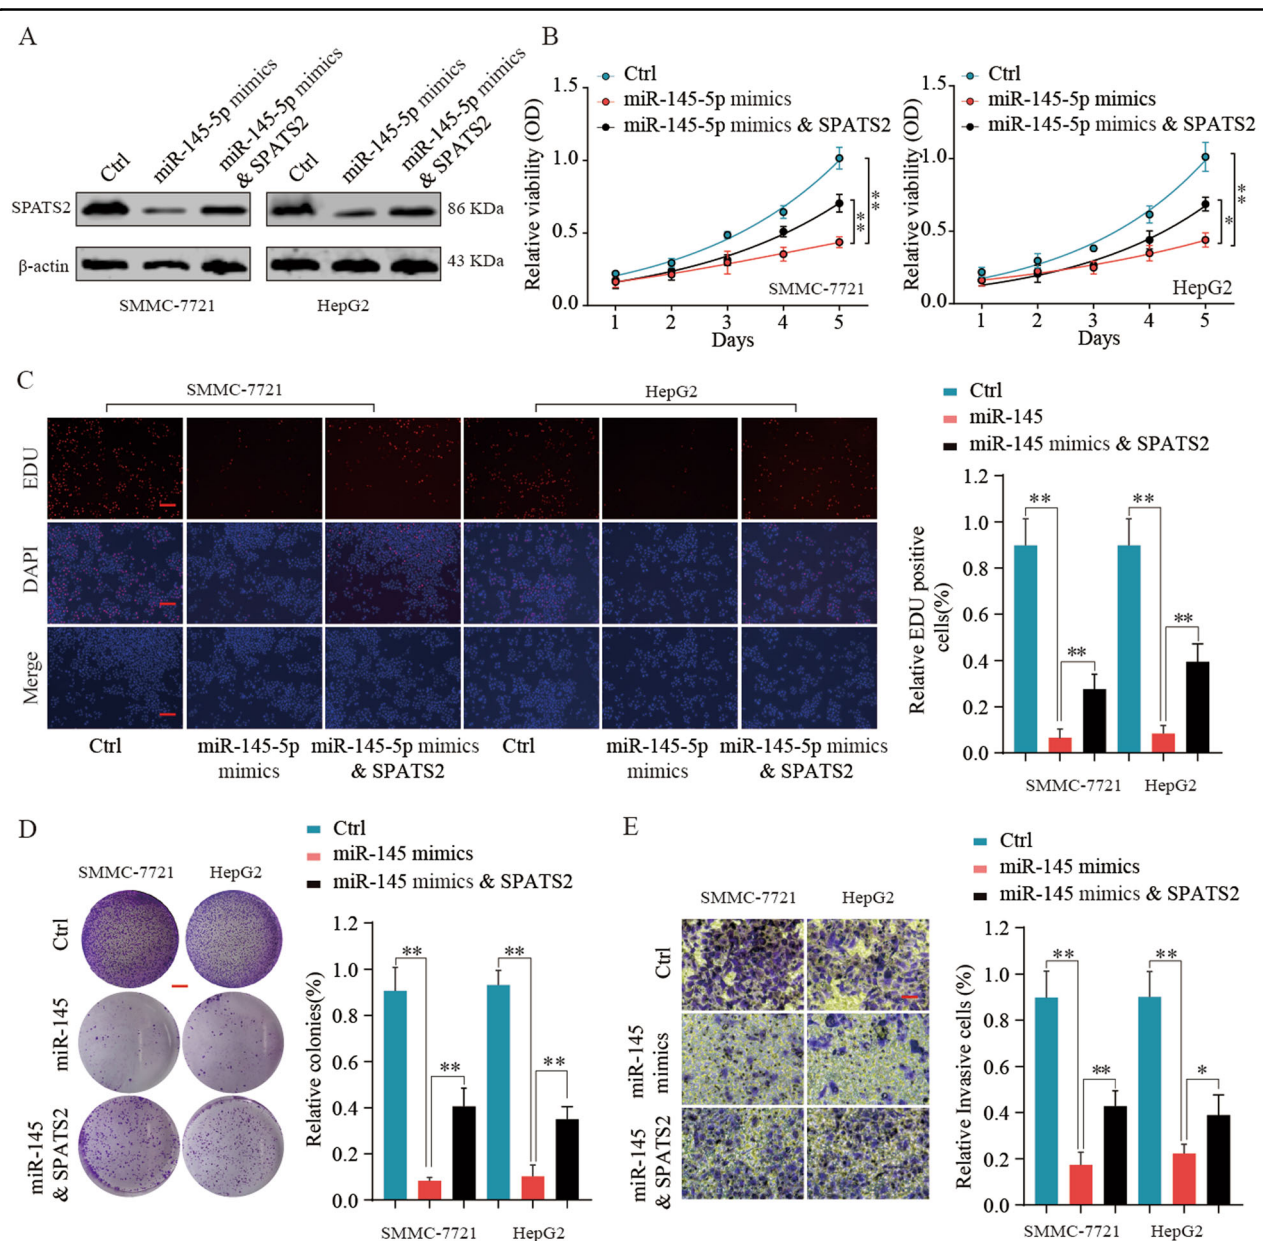 A
Ctrl
miR-145-5p mimics
miR-145-5p mimics
& SPATS2
Ctrl
miR-145-5p mimics
miR-145-5p mimics
& SPATS2
SPATS2
86 KDa
β-actin
43 KDa
SMMC-7721
HepG2
B
Ctrl
miR-145-5p mimics
miR-145-5p mimics & SPATS2
Relative viability (OD)
1.5
1.0
0.5
0.0
**
**
SMMC-7721
1 2 3 4 5
Days
Ctrl
miR-145-5p mimics
miR-145-5p mimics & SPATS2
Relative viability (OD)
1.5
1.0
0.5
0.0
*
**
HepG2
1 2 3 4 5
Days
C
SMMC-7721
HepG2
EDU
DAPI
Merge
Ctrl
miR-145-5p
mimics
miR-145-5p mimics
& SPATS2
Ctrl
miR-145-5p
mimics
miR-145-5p mimics
& SPATS2
Ctrl
miR-145
miR-145 mimics & SPATS2
Relative EDU positive
cells(%)
1.2
1.0
0.8
0.6
0.4
0.2
0.0
**
**
**
**
SMMC-7721
HepG2
D
SMMC-7721
HepG2
Ctrl
miR-145
miR-145
& SPATS2
Ctrl
miR-145 mimics
miR-145 mimics & SPATS2
Relative colonies(%)
1.2
1.0
0.8
0.6
0.4
0.2
0.0
**
**
**
**
SMMC-7721
HepG2
E
SMMC-7721
HepG2
Ctrl
miR-145
mimics
miR-145
& SPATS2
Ctrl
miR-145 mimics
miR-145 mimics & SPATS2
Relative Invasive cells (%)
1.2
1.0
0.8
0.6
0.4
0.2
0.0
**
**
**
*
SMMC-7721
HepG2